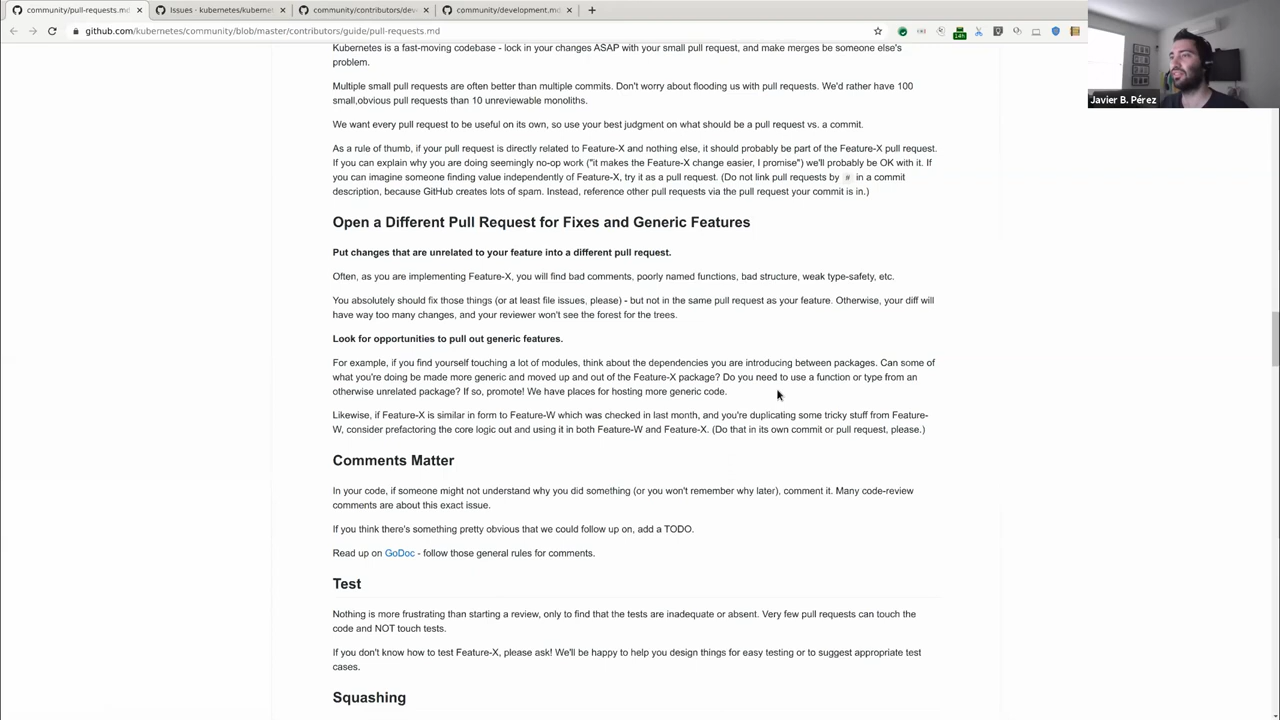 community/pull-requests.md
Issues · kubernetes/kubernet
community/contributors/dev
community/development.md
github.com/kubernetes/community/blob/master/contributors/guide/pull-requests.md
14h
Javier B. Pérez
Kubernetes is a fast-moving codebase - lock in your changes ASAP with your small pull request, and make merges be someone else's
problem.
Multiple small pull requests are often better than multiple commits. Don't worry about flooding us with pull requests. We'd rather have 100
small,obvious pull requests than 10 unreviewable monoliths.
We want every pull request to be useful on its own, so use your best judgment on what should be a pull request vs. a commit.
As a rule of thumb, if your pull request is directly related to Feature-X and nothing else, it should probably be part of the Feature-X pull request.
If you can explain why you are doing seemingly no-op work ("it makes the Feature-X change easier, I promise") we'll probably be OK with it. If
you can imagine someone finding value independently of Feature-X, try it as a pull request. (Do not link pull requests by # in a commit
description, because GitHub creates lots of spam. Instead, reference other pull requests via the pull request your commit is in.)
Open a Different Pull Request for Fixes and Generic Features
Put changes that are unrelated to your feature into a different pull request.
Often, as you are implementing Feature-X, you will find bad comments, poorly named functions, bad structure, weak type-safety, etc.
You absolutely should fix those things (or at least file issues, please) - but not in the same pull request as your feature. Otherwise, your diff will
have way too many changes, and your reviewer won't see the forest for the trees.
Look for opportunities to pull out generic features.
For example, if you find yourself touching a lot of modules, think about the dependencies you are introducing between packages. Can some of
what you're doing be made more generic and moved up and out of the Feature-X package? Do you need to use a function or type from an
otherwise unrelated package? If so, promote! We have places for hosting more generic code.
Likewise, if Feature-X is similar in form to Feature-W which was checked in last month, and you're duplicating some tricky stuff from Feature-
W, consider prefactoring the core logic out and using it in both Feature-W and Feature-X. (Do that in its own commit or pull request, please.)
Comments Matter
In your code, if someone might not understand why you did something (or you won't remember why later), comment it. Many code-review
comments are about this exact issue.
If you think there's something pretty obvious that we could follow up on, add a TODO.
Read up on GoDoc - follow those general rules for comments.
Test
Nothing is more frustrating than starting a review, only to find that the tests are inadequate or absent. Very few pull requests can touch the
code and NOT touch tests.
If you don't know how to test Feature-X, please ask! We'll be happy to help you design things for easy testing or to suggest appropriate test
cases.
Squashing